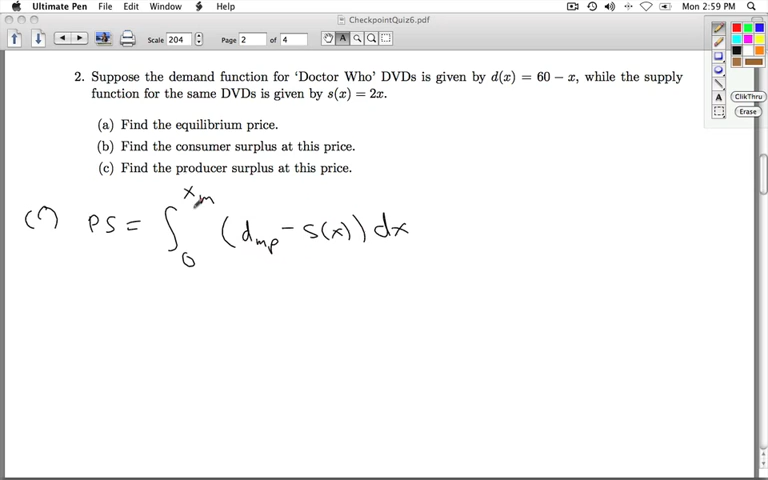 Ultimate Pen File Edit Window Help Mon 2:59 PM
CheckpointQuiz6.pdf
Scale 204 Page 2 of 4
ClikThru
A
Erase
2. Suppose the demand function for 'Doctor Who' DVDs is given by d(x) = 60 − x, while the supply
function for the same DVDs is given by s(x) = 2x.
(a) Find the equilibrium price.
(b) Find the consumer surplus at this price.
(c) Find the producer surplus at this price.
PS = ∫₀^{x_m} (d_{mp} − s(x)) dx